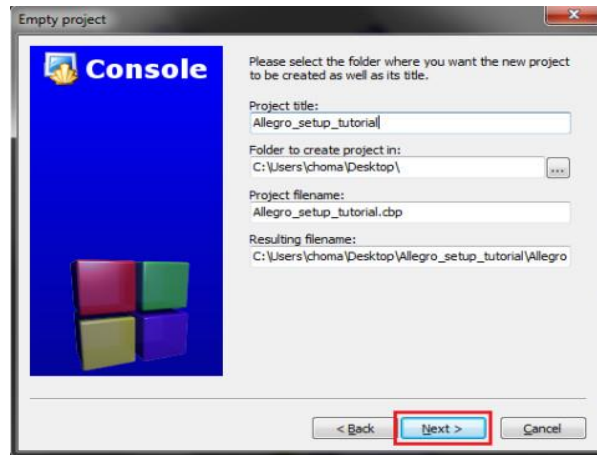 Empty project
Console
Please select the folder where you want the new project
to be created as well as its title.
Project title:
Allegro_setup_tutorial
Folder to create project in:
C:\Users\choma\Desktop\
...
Project filename:
Allegro_setup_tutorial.cbp
Resulting filename:
C:\Users\choma\Desktop\Allegro_setup_tutorial\Allegro
< Back Next > Cancel